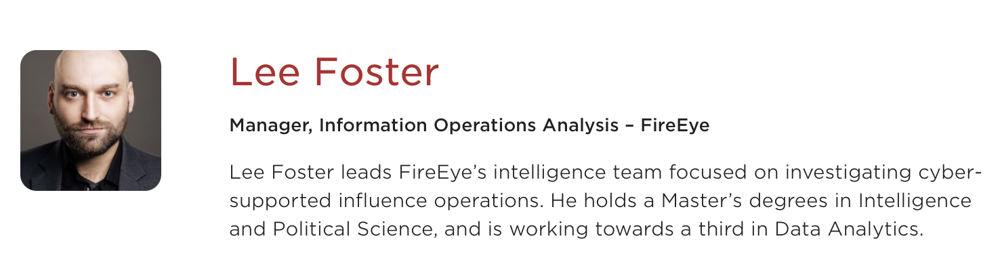 Lee Foster
Manager, Information Operations Analysis – FireEye
Lee Foster leads FireEye’s intelligence team focused on investigating cyber-
supported influence operations. He holds a Master’s degrees in Intelligence
and Political Science, and is working towards a third in Data Analytics.